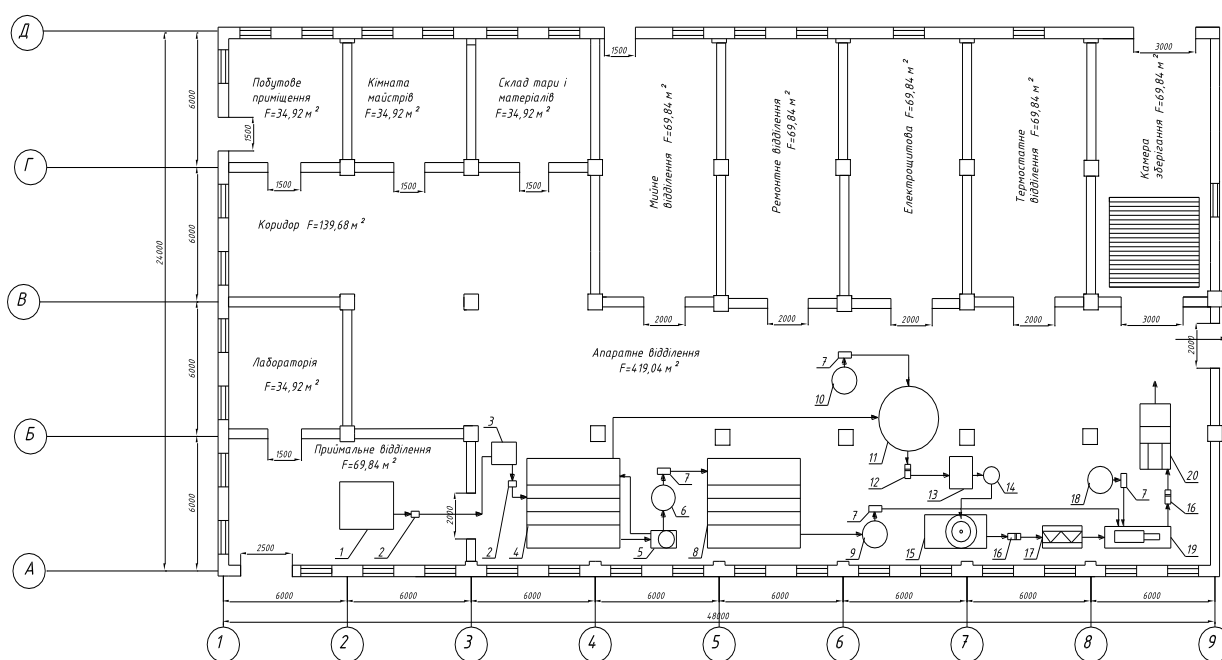 Д
Г
В
Б
А
24000
6000
6000
6000
6000
1500
3000
Побутове
приміщення
F=34,92 м²
Кімната
майстрів
F=34,92 м²
Склад тари і
матеріалів
F=34,92 м²
Мийне
відділення F=69,84 м²
Ремонтне відділення
F=69,84 м²
Електрощитова F=69,84 м²
Термостатне
відділення F=69,84 м²
Камера
зберігання F=69,84 м²
1500
1500
1500
1500
Коридор F=139,68 м²
2000
2000
2000
2000
3000
2000
Лабораторія
F=34,92 м²
Апаратне відділення
F=419,04 м²
7
10
11
1500
Приймальне відділення
F=69,84 м²
3
7
6
7
12
13
14
18
7
20
16
2000
1
2
2
4
5
8
9
15
16
17
19
2500
6000
6000
6000
6000
6000
6000
6000
6000
48000
1
2
3
4
5
6
7
8
9